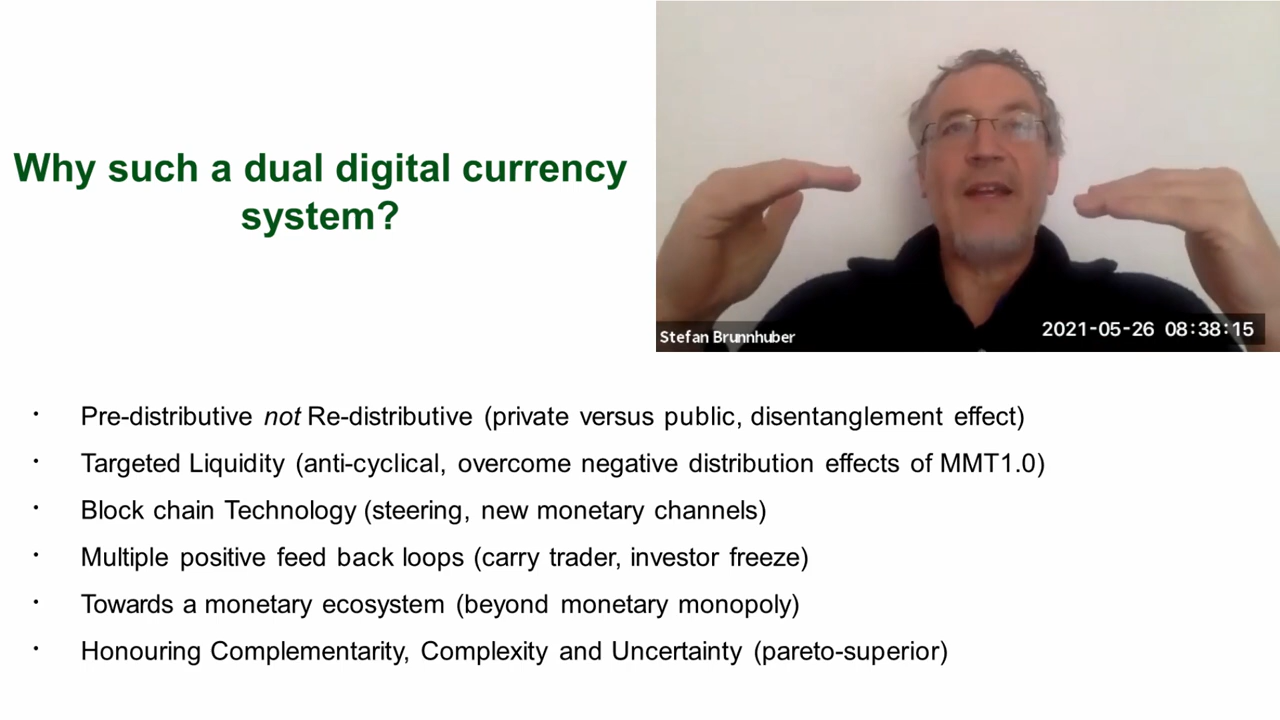 Why such a dual digital currency
system?
Stefan Brunnhuber
2021-05-26 08:38:15
· Pre-distributive not Re-distributive (private versus public, disentanglement effect)
· Targeted Liquidity (anti-cyclical, overcome negative distribution effects of MMT1.0)
· Block chain Technology (steering, new monetary channels)
· Multiple positive feed back loops (carry trader, investor freeze)
· Towards a monetary ecosystem (beyond monetary monopoly)
· Honouring Complementarity, Complexity and Uncertainty (pareto-superior)